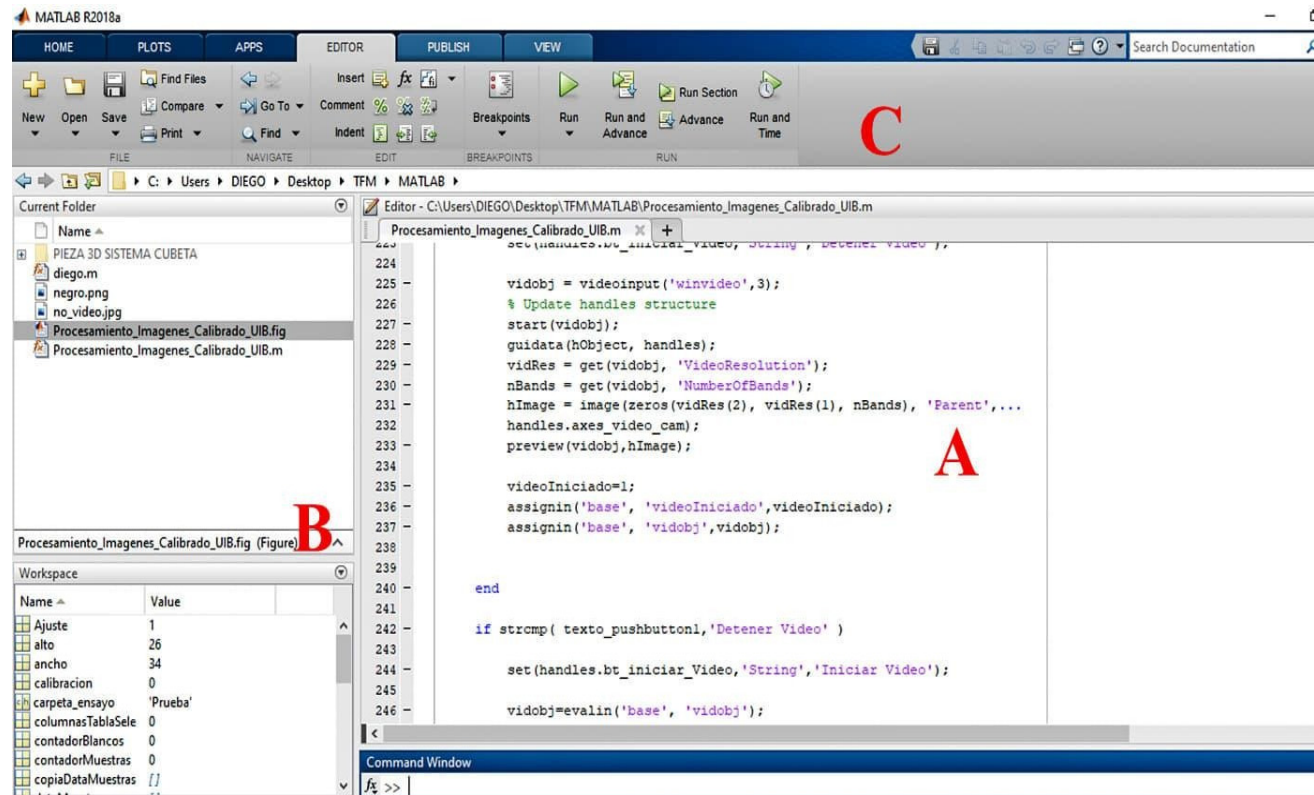 MATLAB R2018a
HOME PLOTS APPS EDITOR PUBLISH VIEW Search Documentation
Find Files Insert fx
New Open Save Compare Go To Comment Breakpoints Run Run and Advance Run Section Advance Run and Time
Print Find Indent
FILE NAVIGATE EDIT BREAKPOINTS RUN
C
C: Users DIEGO Desktop TFM MATLAB
Current Folder
Name
PIEZA 3D SISTEMA CUBETA
diego.m
negro.png
no_video.jpg
Procesamiento_Imagenes_Calibrado_UIB.fig
Procesamiento_Imagenes_Calibrado_UIB.m
Procesamiento_Imagenes_Calibrado_UIB.fig (Figure)
B
Workspace
Name Value
Ajuste 1
alto 26
ancho 34
calibracion 0
carpeta_ensayo 'Prueba'
columnasTablaSele 0
contadorBlancos 0
contadorMuestras 0
copiaDataMuestras []
Editor - C:\Users\DIEGO\Desktop\TFM\MATLAB\Procesamiento_Imagenes_Calibrado_UIB.m
Procesamiento_Imagenes_Calibrado_UIB.m
223 set(handles.bt_iniciar_Video,'String','Detener Video');
224
225 - vidobj = videoinput('winvideo',3);
226 % Update handles structure
227 - start(vidobj);
228 - guidata(hObject, handles);
229 - vidRes = get(vidobj, 'VideoResolution');
230 - nBands = get(vidobj, 'NumberOfBands');
231 - hImage = image(zeros(vidRes(2), vidRes(1), nBands), 'Parent',...
232 handles.axes_video_cam);
233 - preview(vidobj,hImage);
234
235 - videoIniciado=1;
236 - assignin('base', 'videoIniciado',videoIniciado);
237 - assignin('base', 'vidobj',vidobj);
238
239
240 - end
241
242 - if strcmp( texto_pushbutton1,'Detener Video' )
243
244 - set(handles.bt_iniciar_Video,'String','Iniciar Video');
245
246 - vidobj=evalin('base', 'vidobj');
A
Command Window
fx >>